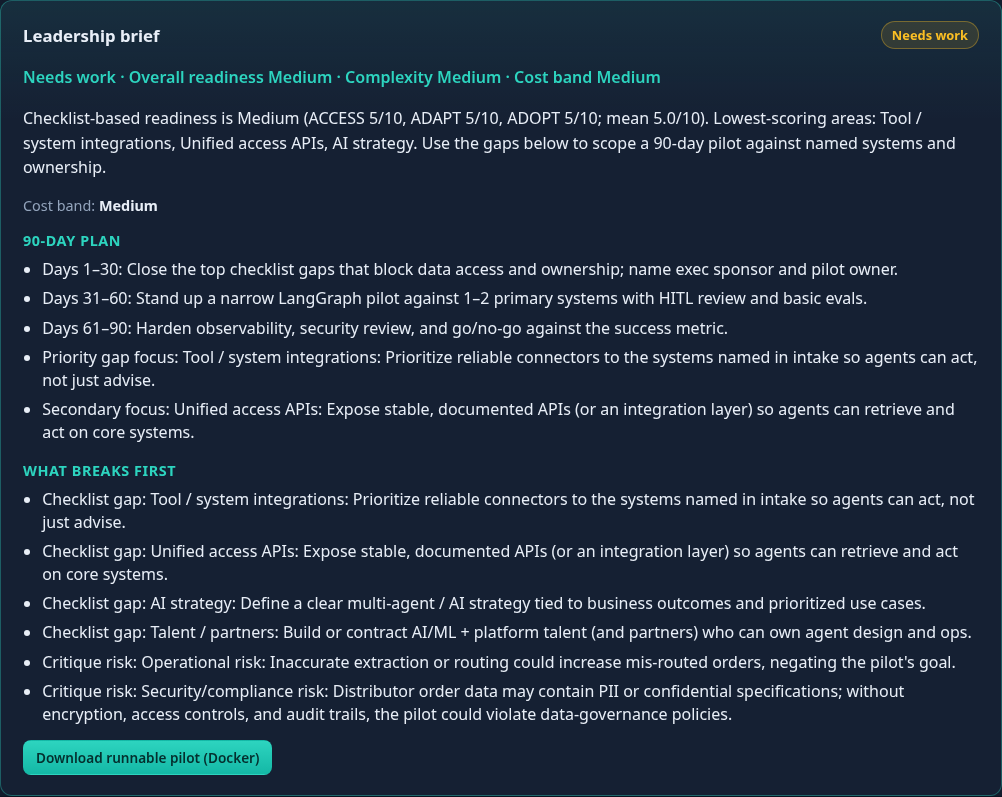 Leadership brief
Needs work
Needs work · Overall readiness Medium · Complexity Medium · Cost band Medium
Checklist-based readiness is Medium (ACCESS 5/10, ADAPT 5/10, ADOPT 5/10; mean 5.0/10). Lowest-scoring areas: Tool /
system integrations, Unified access APIs, AI strategy. Use the gaps below to scope a 90-day pilot against named systems and
ownership.
Cost band: Medium
90-DAY PLAN
• Days 1–30: Close the top checklist gaps that block data access and ownership; name exec sponsor and pilot owner.
• Days 31–60: Stand up a narrow LangGraph pilot against 1–2 primary systems with HITL review and basic evals.
• Days 61–90: Harden observability, security review, and go/no-go against the success metric.
• Priority gap focus: Tool / system integrations: Prioritize reliable connectors to the systems named in intake so agents can act,
not just advise.
• Secondary focus: Unified access APIs: Expose stable, documented APIs (or an integration layer) so agents can retrieve and
act on core systems.
WHAT BREAKS FIRST
• Checklist gap: Tool / system integrations: Prioritize reliable connectors to the systems named in intake so agents can act, not
just advise.
• Checklist gap: Unified access APIs: Expose stable, documented APIs (or an integration layer) so agents can retrieve and act
on core systems.
• Checklist gap: AI strategy: Define a clear multi-agent / AI strategy tied to business outcomes and prioritized use cases.
• Checklist gap: Talent / partners: Build or contract AI/ML + platform talent (and partners) who can own agent design and ops.
• Critique risk: Operational risk: Inaccurate extraction or routing could increase mis-routed orders, negating the pilot's goal.
• Critique risk: Security/compliance risk: Distributor order data may contain PII or confidential specifications; without
encryption, access controls, and audit trails, the pilot could violate data-governance policies.
Download runnable pilot (Docker)